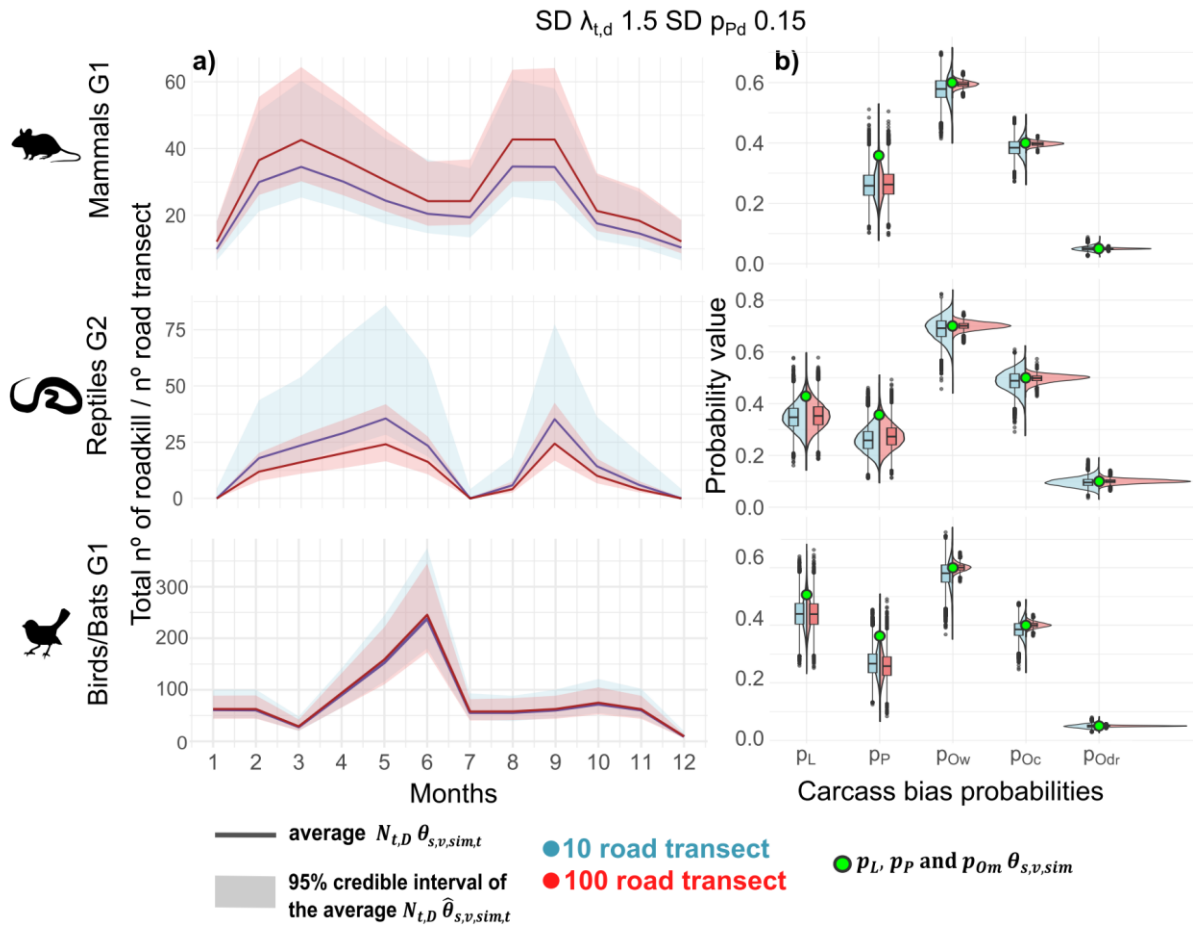 SD λt,d 1.5 SD pPd 0.15
a)
b)
Mammals G1
Reptiles G2
Birds/Bats G1
Total nº of roadkill / nº road transect
60
40
20
75
50
25
0
300
200
100
0
1 2 3 4 5 6 7 8 9 10 11 12
Months
Probability value
0.6
0.4
0.2
0.0
0.8
0.6
0.4
0.2
0.0
0.6
0.4
0.2
0.0
pL pP pOw pOc pOdr
Carcass bias probabilities
average Nt,D θs,v,sim,t
95% credible interval of
the average Nt,D θ̂s,v,sim,t
10 road transect
100 road transect
pL, pP and pOm θs,v,sim